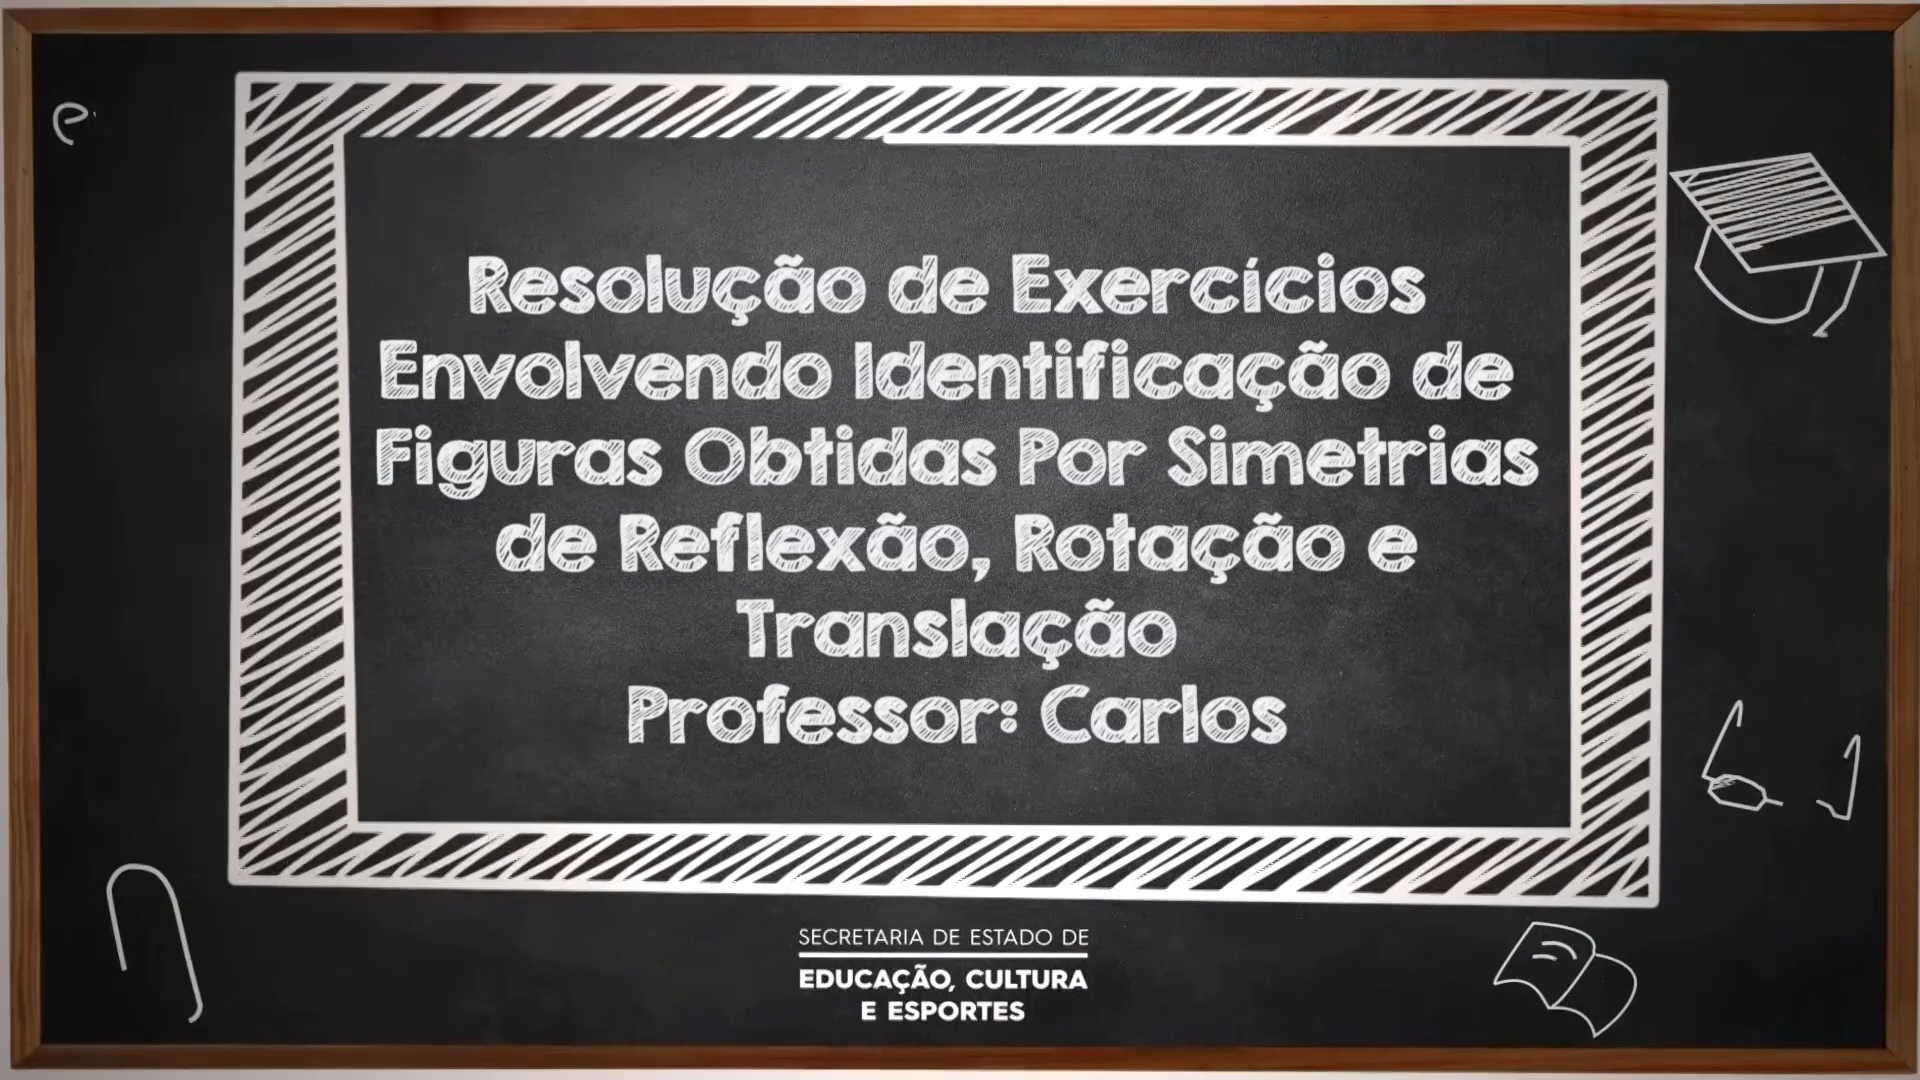 Resolução de Exercícios
Envolvendo Identificação de
Figuras Obtidas Por Simetrias
de Reflexão, Rotação e
Translação
Professor: Carlos
SECRETARIA DE ESTADO DE
EDUCAÇÃO, CULTURA
E ESPORTES